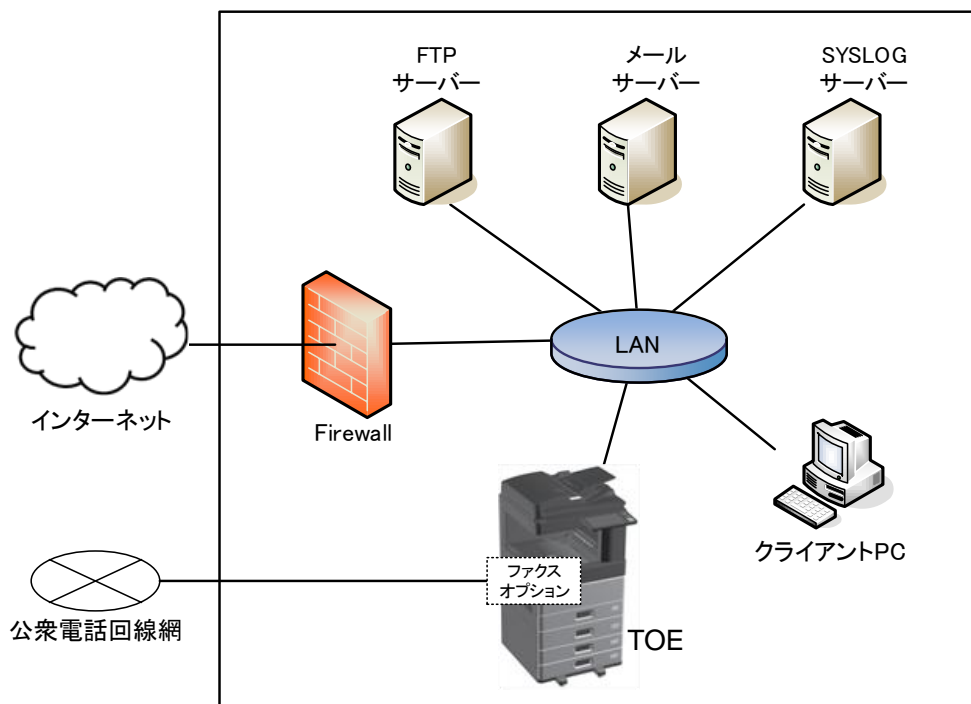 FTP
サーバー
メール
サーバー
SYSLOG
サーバー
LAN
インターネット
Firewall
クライアントPC
ファクス
オプション
公衆電話回線網
TOE